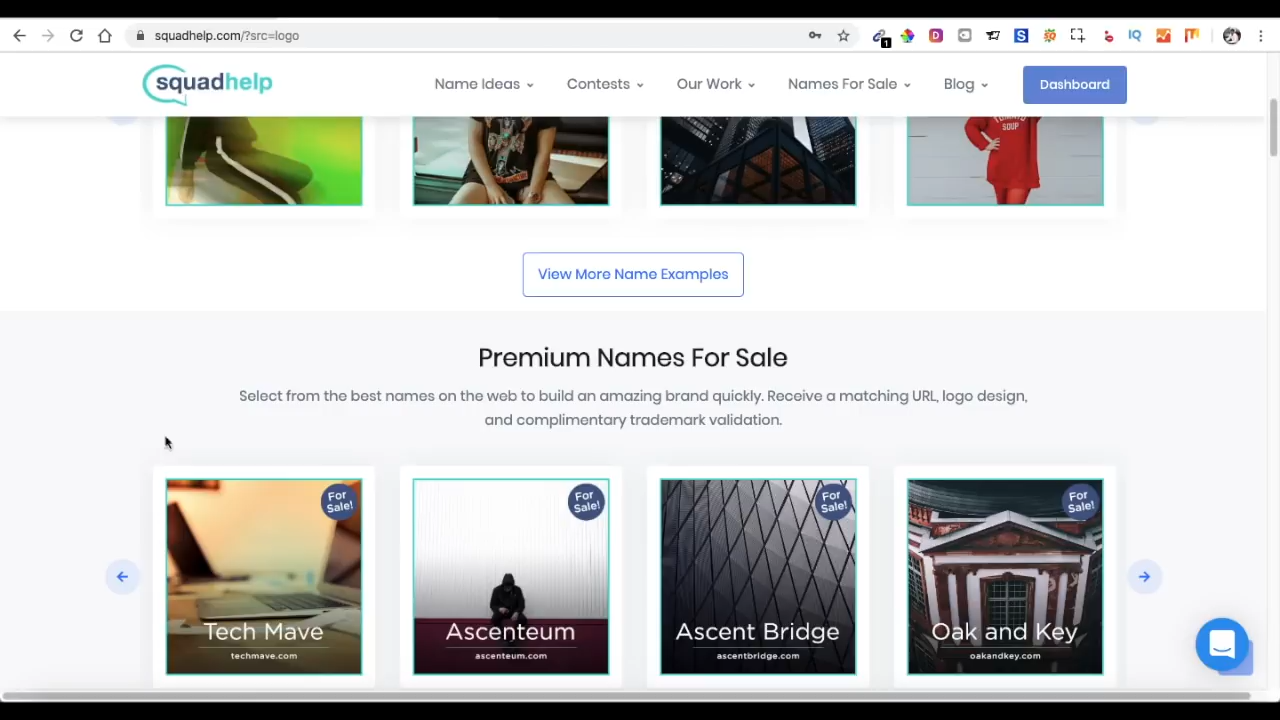 squadhelp.com/?src=logo
1
squadhelp
Name Ideas
Contests
Our Work
Names For Sale
Blog
Dashboard
TOMATO
SOUP
View More Name Examples
Premium Names For Sale
Select from the best names on the web to build an amazing brand quickly. Receive a matching URL, logo design,
and complimentary trademark validation.
For
Sale!
Tech Mave
techmave.com
For
Sale!
Ascenteum
ascenteum.com
For
Sale!
Ascent Bridge
ascentbridge.com
For
Sale!
Oak and Key
oakandkey.com